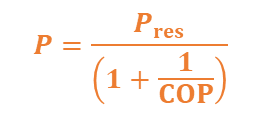 P = P_res / (1 + 1/COP)